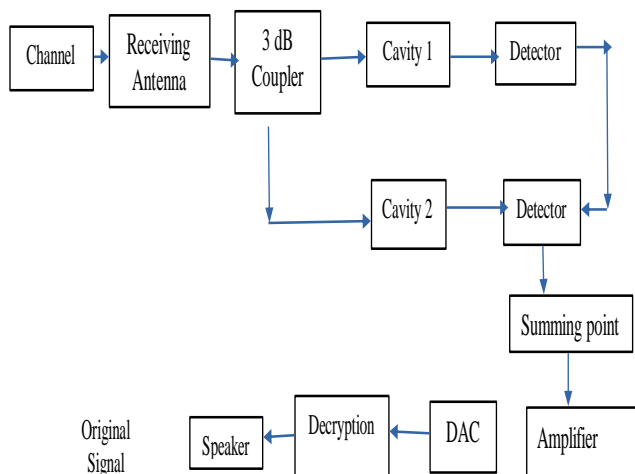 Channel
Receiving
Antenna
3 dB
Coupler
Cavity 1
Detector
Cavity 2
Detector
Summing point
Amplifier
DAC
Decryption
Speaker
Original
Signal